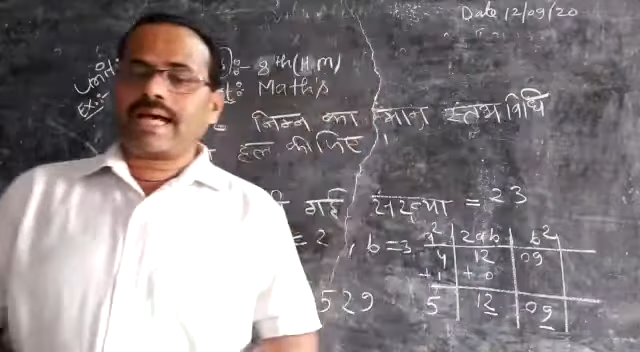 Date 12/09/20
8th (H.M)
Maths
Ex:-
निम्न का मान स्तंभ विधि
हल कीजिए
गई संख्या = 23
= 2, b = 3
a² 2ab b²
4 12 09
+1 +0
5 12 09
529